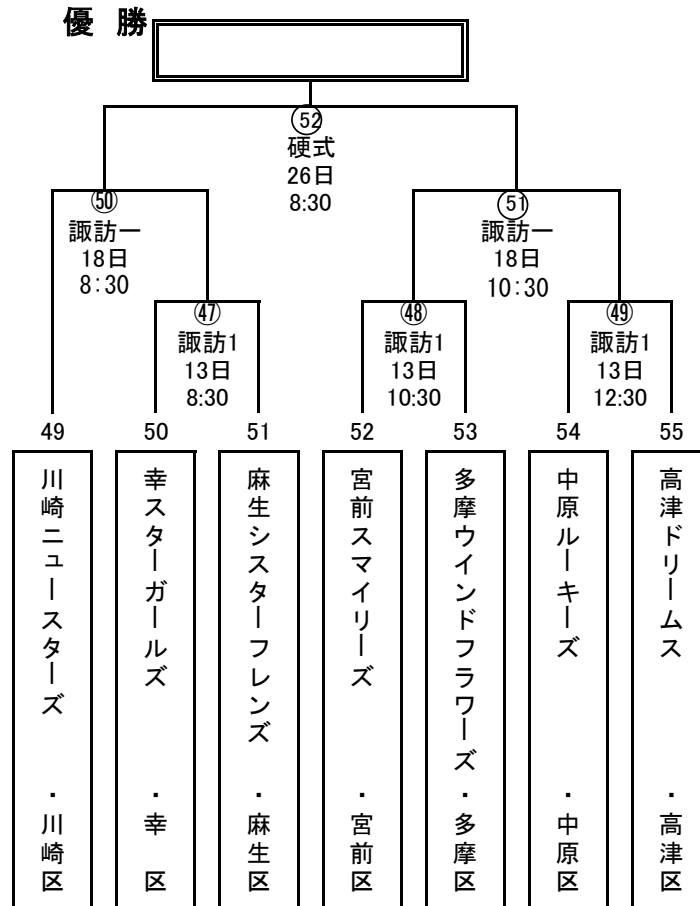 優 勝
㊾52
硬式
26日
8:30
㊿
諏訪一
18日
8:30
51
諏訪一
18日
10:30
㊼
諏訪1
13日
8:30
㊽
諏訪1
13日
10:30
㊾
諏訪1
13日
12:30
49
50
51
52
53
54
55
川崎ニュースターズ ・川崎区
幸スターガールズ ・幸 区
麻生シスターフレンズ ・麻生区
宮前スマイリーズ ・宮前区
多摩ウインドフラワーズ・多摩区
中原ルーキーズ ・中原区
高津ドリームス ・高津区